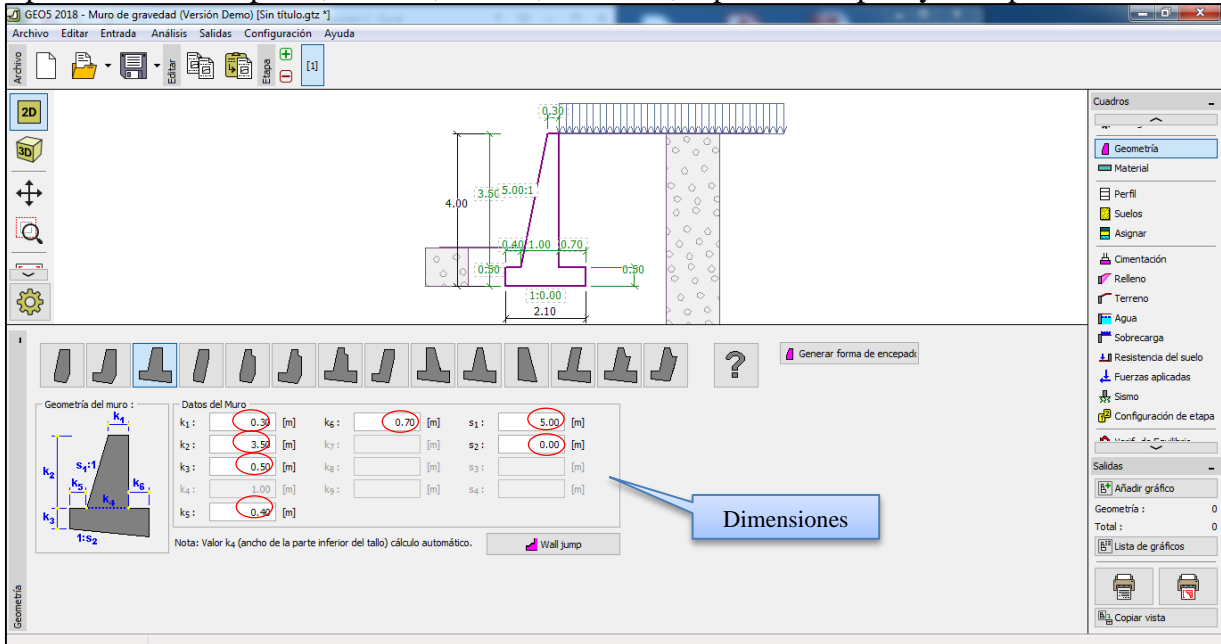 GEO5 2018 - Muro de gravedad (Versión Demo) [Sin título.gtz *]
Archivo Editar Entrada Análisis Salidas Configuración Ayuda
Archivo
Editar
Etapa
[1]
2D
3D
0.30
4.00
3.50
5.00:1
0.40
1.00
0.70
0.50
0.50
1:0.00
2.10
Cuadros
Geometría
Material
Perfil
Suelos
Asignar
Cimentación
Relleno
Terreno
Agua
Sobrecarga
Resistencia del suelo
Fuerzas aplicadas
Sismo
Configuración de etapa
Salidas
Añadir gráfico
Geometría : 0
Total : 0
Lista de gráficos
Copiar vista
?
Generar forma de encepado
Geometría del muro :
k1
k2
s1:1
k5
k4
k6
k3
1:s2
Datos del Muro
k1 : 0.30 [m] k6 : 0.70 [m] s1 : 5.00 [m]
k2 : 3.50 [m] k7 : [m] s2 : 0.00 [m]
k3 : 0.50 [m] k8 : [m] s3 : [m]
k4 : 1.00 [m] k9 : [m] s4 : [m]
k5 : 0.40 [m]
Nota: Valor k4 (ancho de la parte inferior del tallo) cálculo automático.
Wall jump
Dimensiones
Geometría